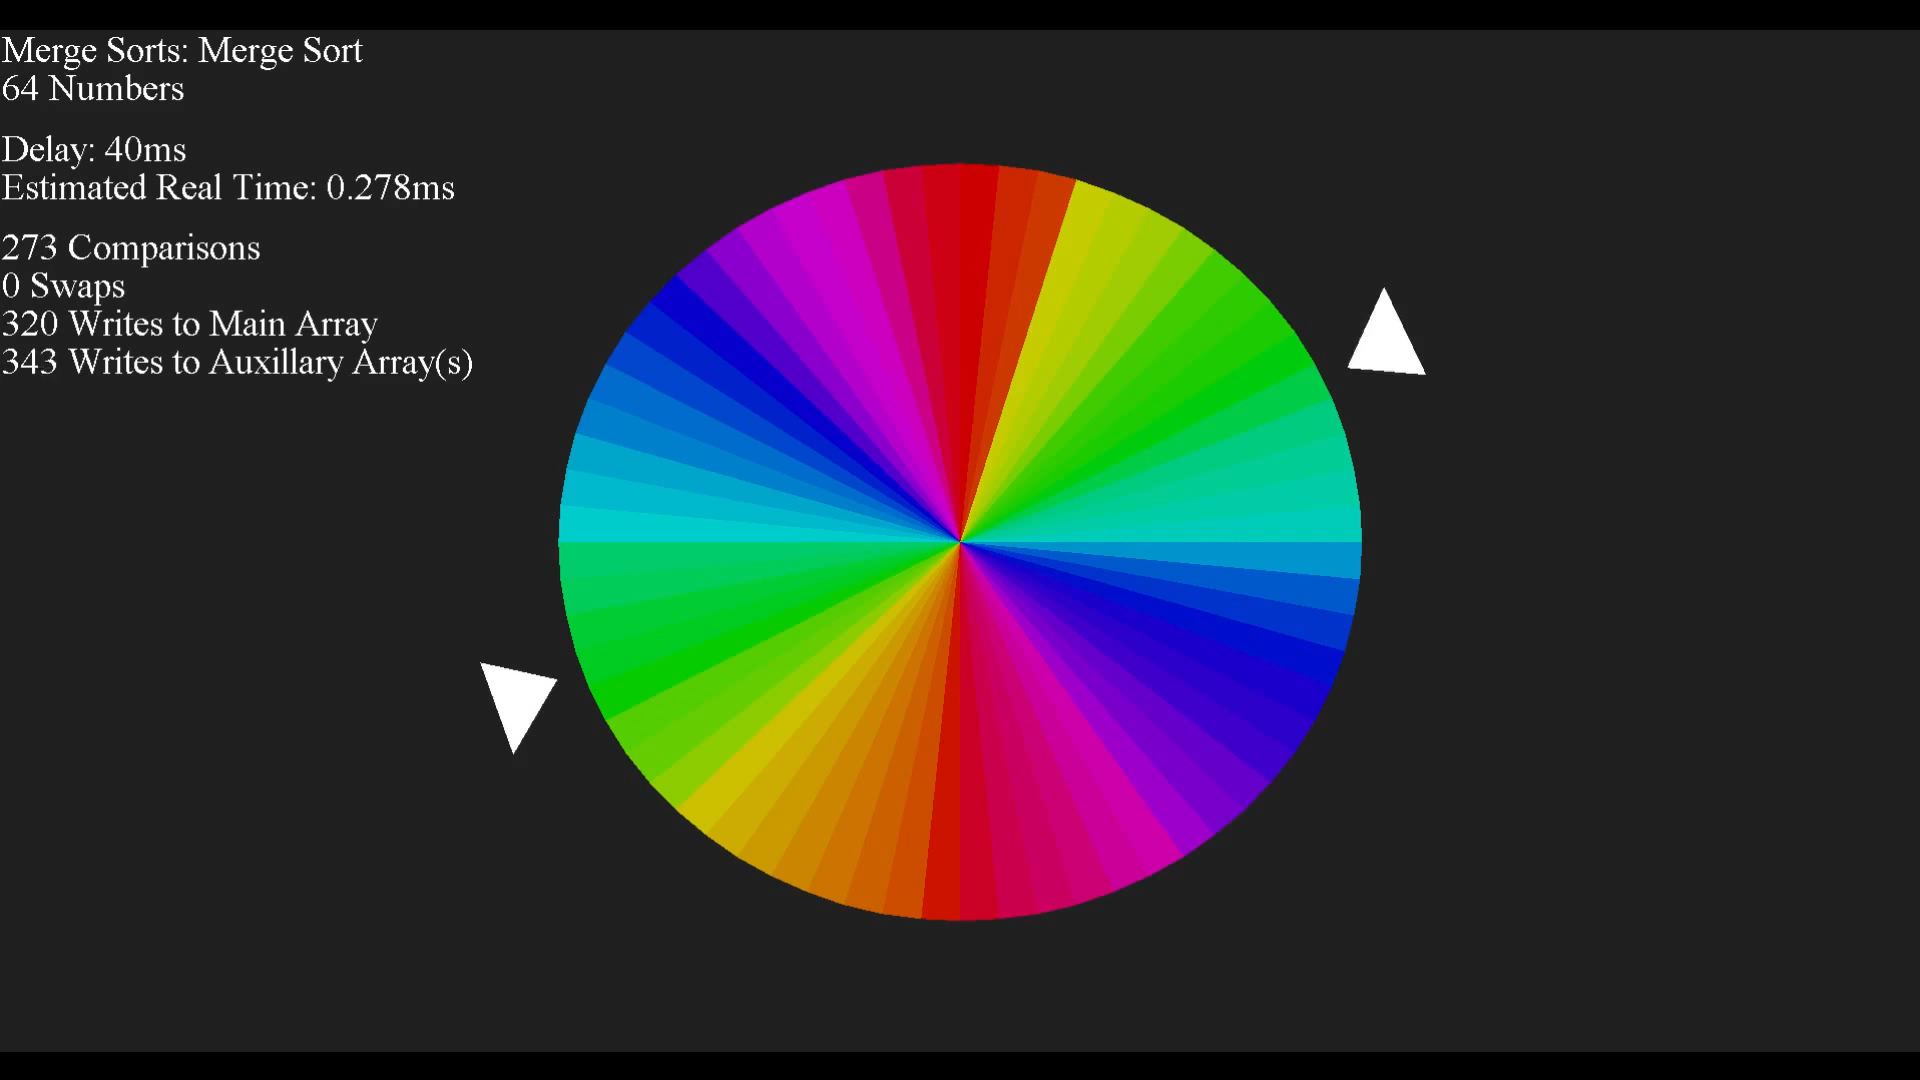 Merge Sorts: Merge Sort
64 Numbers
Delay: 40ms
Estimated Real Time: 0.278ms
273 Comparisons
0 Swaps
320 Writes to Main Array
343 Writes to Auxillary Array(s)